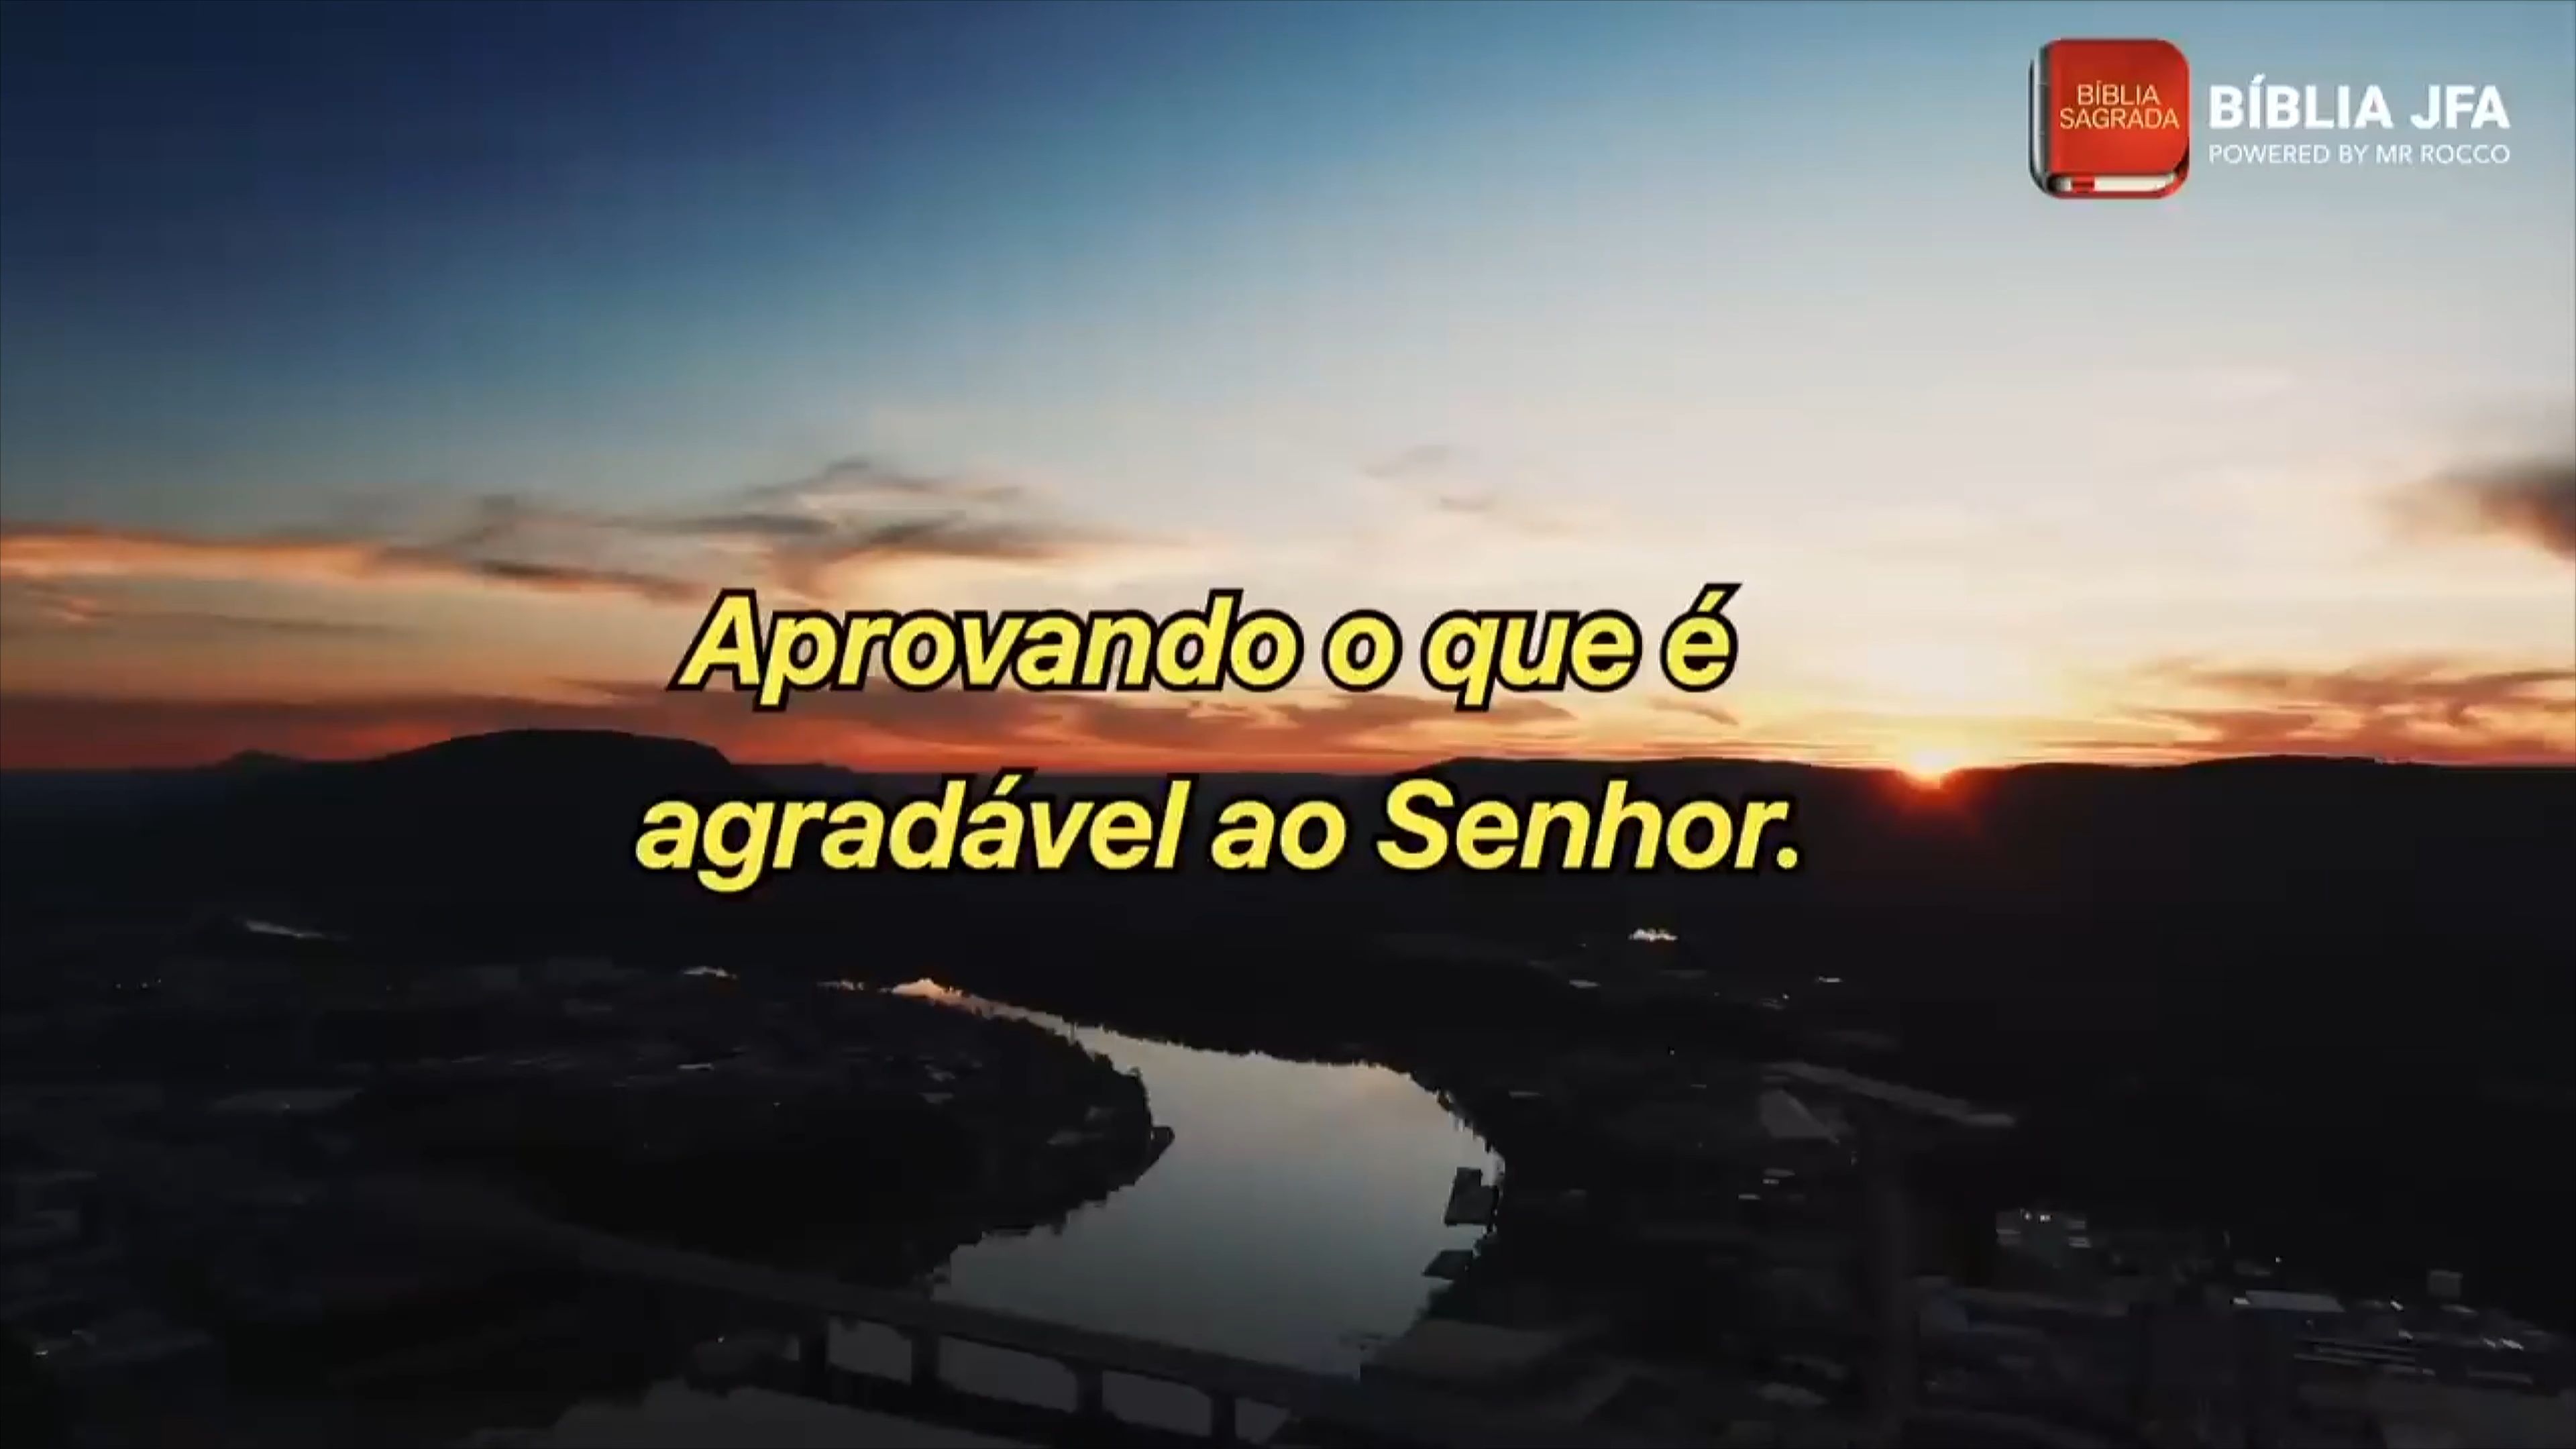 BÍBLIA
SAGRADA
BÍBLIA JFA
POWERED BY MR ROCCO
Aprovando o que é
agradável ao Senhor.